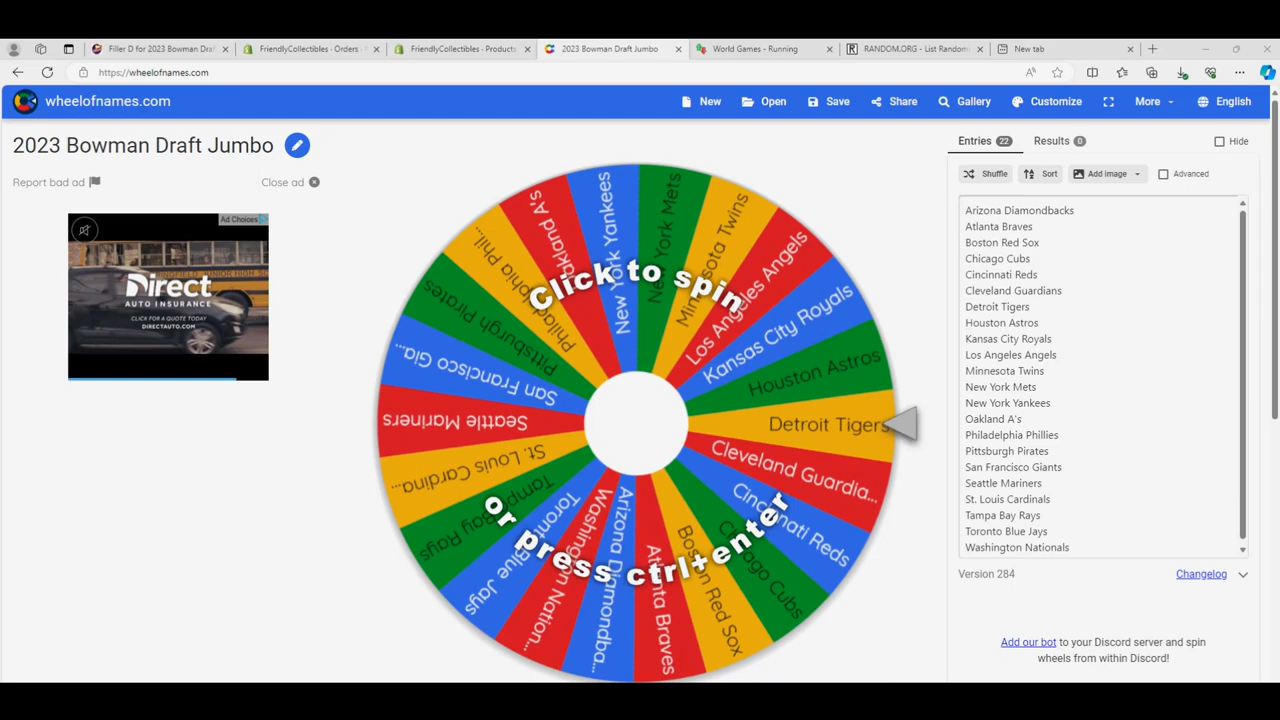 Filler D for 2023 Bowman Draft
FriendlyCollectibles · Orders ·
FriendlyCollectibles · Products
2023 Bowman Draft Jumbo
World Games - Running
RANDOM.ORG - List Random
New tab
https://wheelofnames.com
wheelofnames.com
New
Open
Save
Share
Gallery
Customize
More
English
2023 Bowman Draft Jumbo
Report bad ad
Close ad
Ad Choices
Direct
AUTO INSURANCE
CLICK FOR A QUOTE TODAY
DIRECTAUTO.COM
Click to spin
or press ctrl+enter
New York Yankees
New York Mets
Minnesota Twins
Los Angeles Angels
Kansas City Royals
Houston Astros
Detroit Tigers
Cleveland Guardia...
Cincinnati Reds
Chicago Cubs
Boston Red Sox
Atlanta Braves
Arizona Diamondba...
Washington Nation...
Toronto Blue Jays
Tampa Bay Rays
St. Louis Cardina...
Seattle Mariners
San Francisco Gia...
Pittsburgh Pirates
Philadelphia Phil...
Oakland A's
Entries 22
Results 0
Hide
Shuffle
Sort
Add image
Advanced
Arizona Diamondbacks
Atlanta Braves
Boston Red Sox
Chicago Cubs
Cincinnati Reds
Cleveland Guardians
Detroit Tigers
Houston Astros
Kansas City Royals
Los Angeles Angels
Minnesota Twins
New York Mets
New York Yankees
Oakland A's
Philadelphia Phillies
Pittsburgh Pirates
San Francisco Giants
Seattle Mariners
St. Louis Cardinals
Tampa Bay Rays
Toronto Blue Jays
Washington Nationals
Version 284
Changelog
Add our bot to your Discord server and spin
wheels from within Discord!